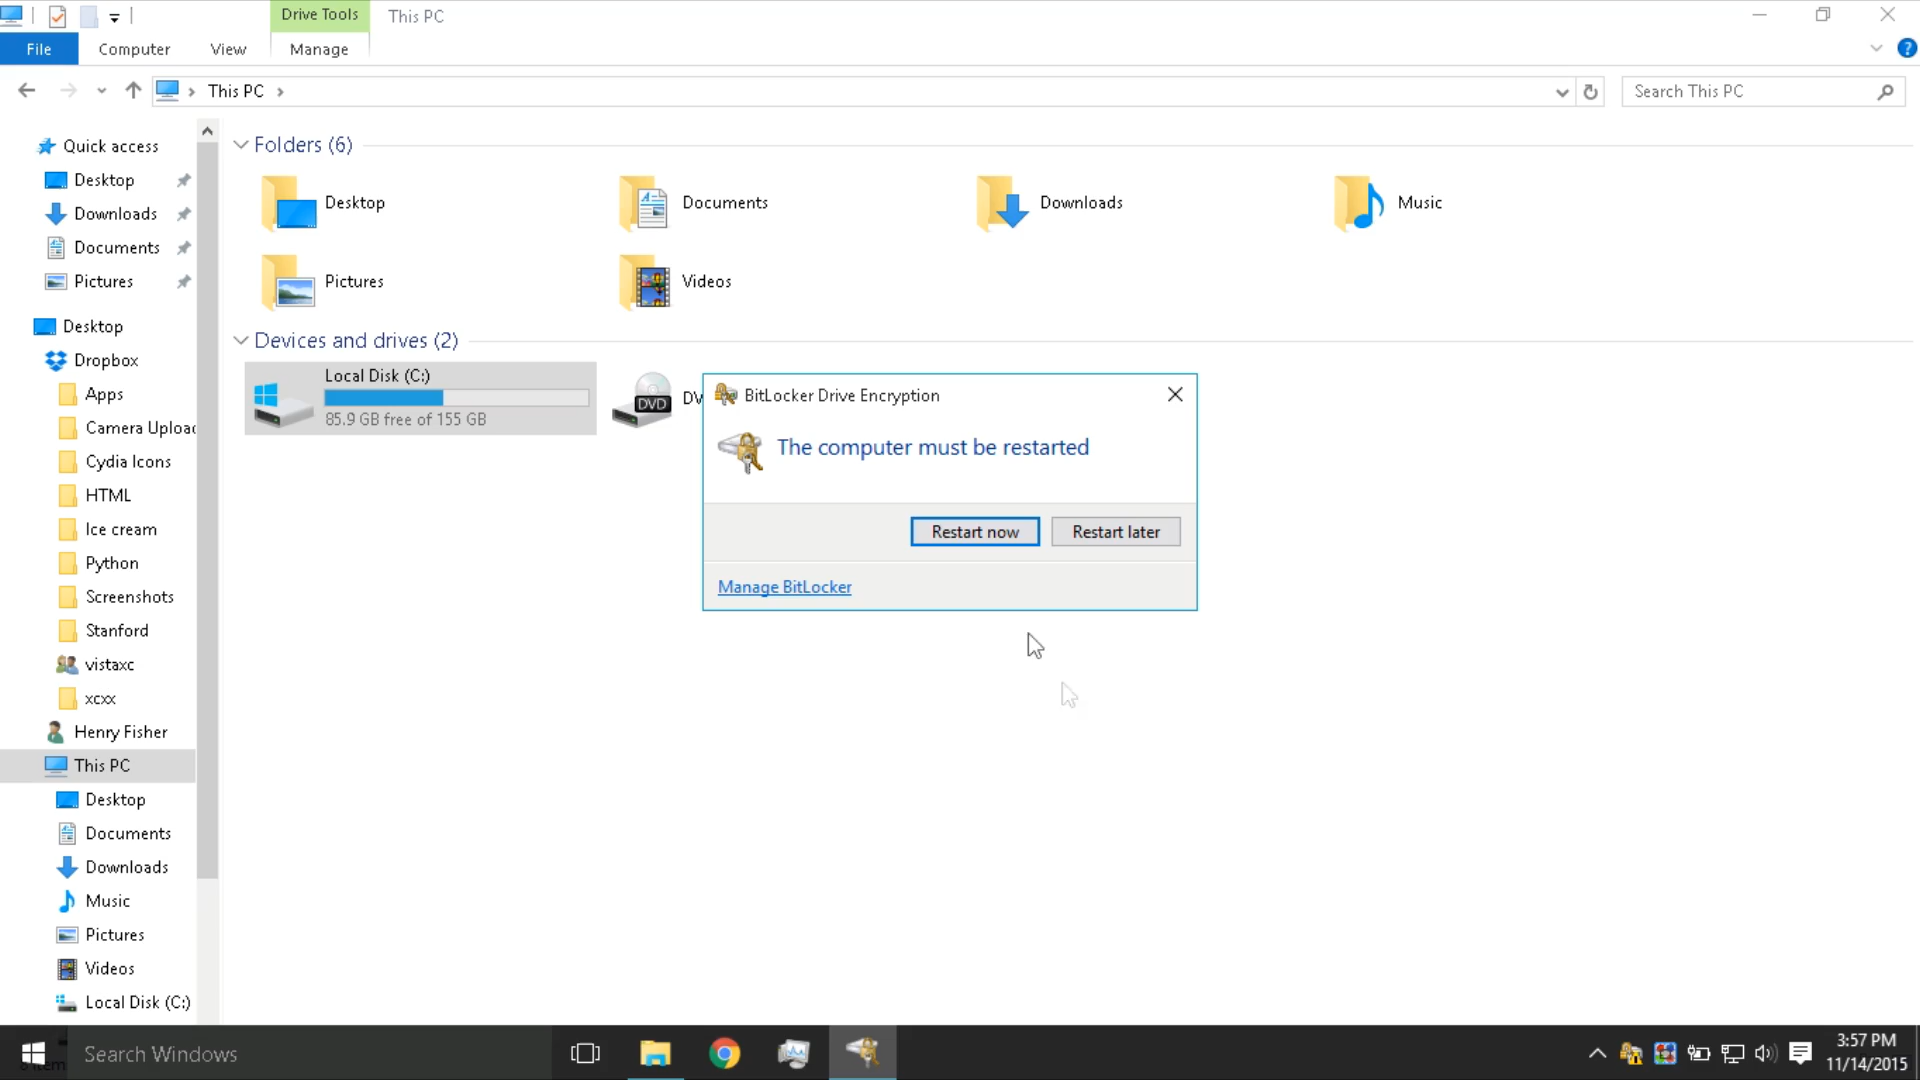 Drive Tools
This PC
File
Computer
View
Manage
This PC
Search This PC
Quick access
Desktop
Downloads
Documents
Pictures
Desktop
Dropbox
Apps
Camera Uploac
Cydia Icons
HTML
Ice cream
Python
Screenshots
Stanford
vistaxc
xcxx
Henry Fisher
This PC
Desktop
Documents
Downloads
Music
Pictures
Videos
Local Disk (C:)
Folders (6)
Desktop
Documents
Downloads
Music
Pictures
Videos
Devices and drives (2)
Local Disk (C:)
85.9 GB free of 155 GB
DVD
DV
BitLocker Drive Encryption
The computer must be restarted
Restart now
Restart later
Manage BitLocker
Search Windows
3:57 PM
11/14/2015